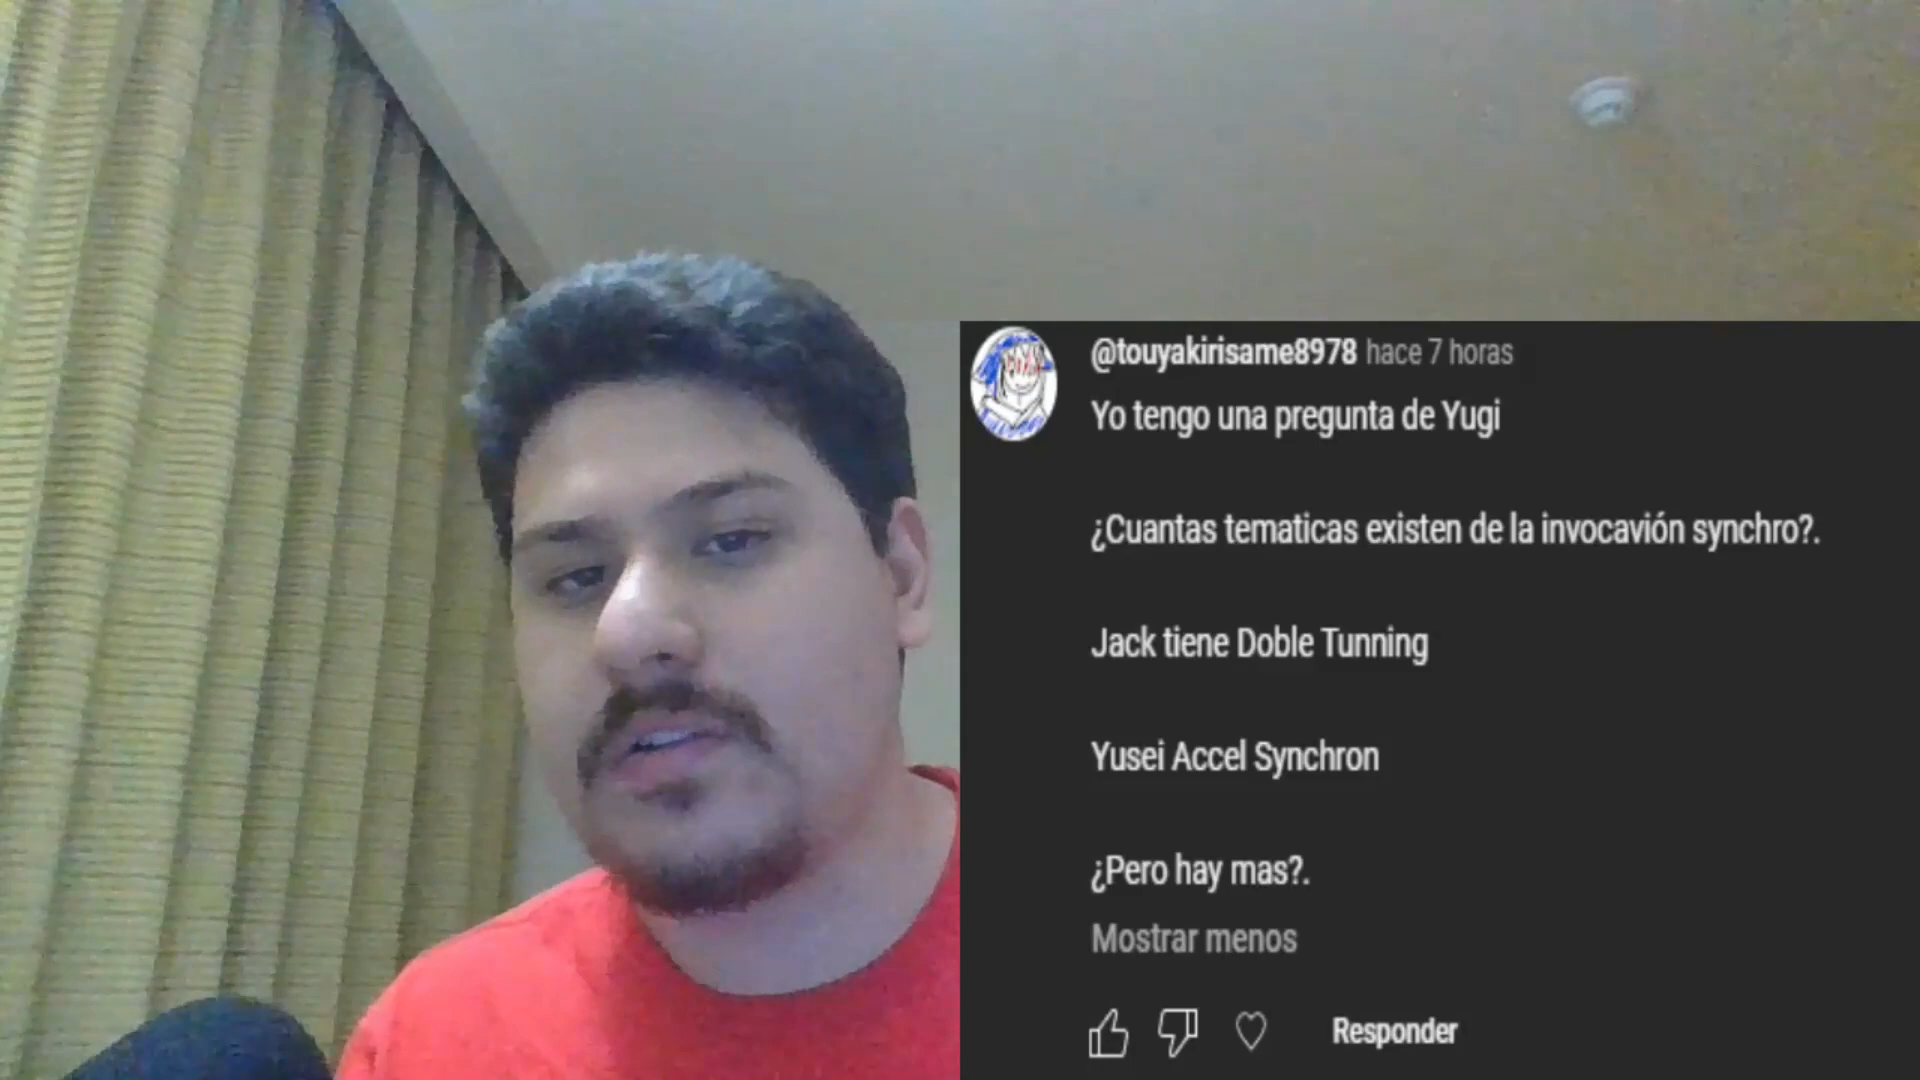 @touyakirisame8978 hace 7 horas
Yo tengo una pregunta de Yugi
¿Cuantas tematicas existen de la invocavión synchro?.
Jack tiene Doble Tunning
Yusei Accel Synchron
¿Pero hay mas?.
Mostrar menos
Responder